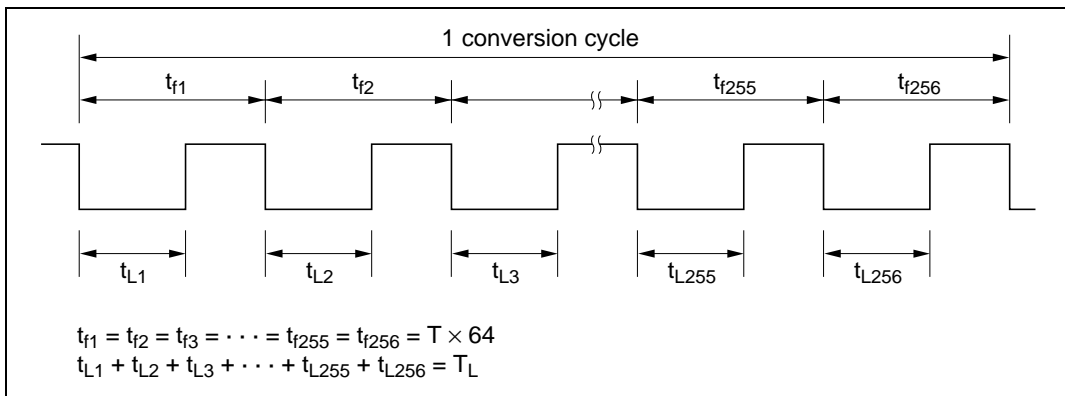 1 conversion cycle
tf1 tf2 tf255 tf256
tL1 tL2 tL3 tL255 tL256
tf1 = tf2 = tf3 = · · · = tf255 = tf256 = T × 64
tL1 + tL2 + tL3 + · · · + tL255 + tL256 = TL